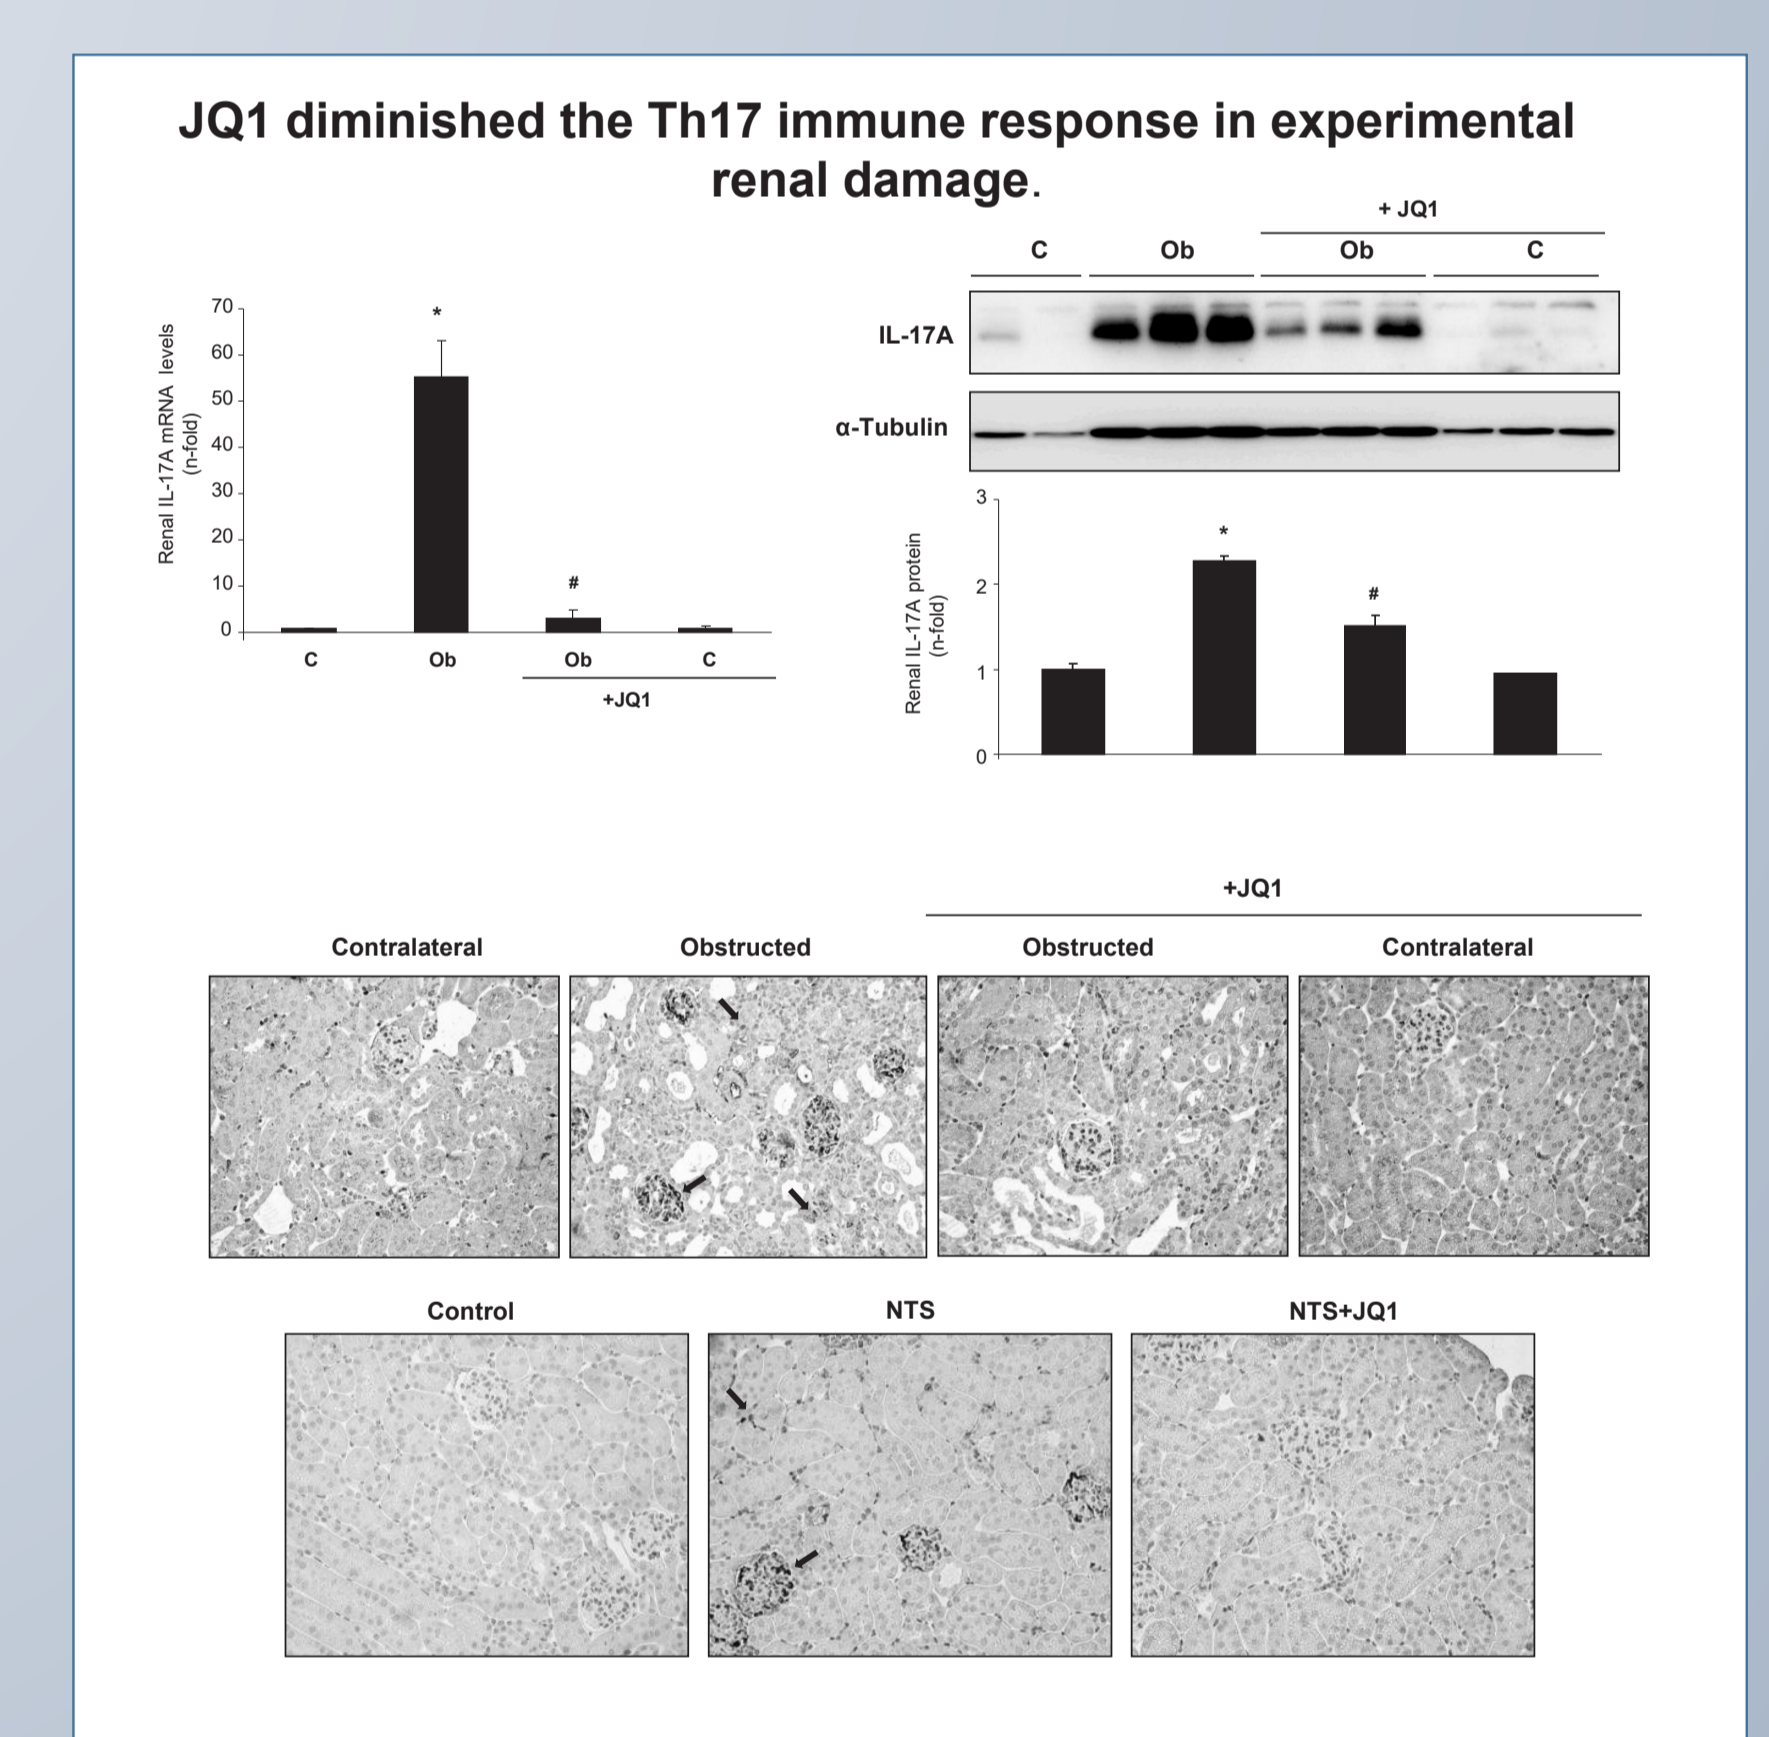 JQ1 diminished the Th17 immune response in experimental
renal damage.
Renal IL-17A mRNA levels
(n-fold)
70
60
50
40
30
20
10
0
*
#
C Ob Ob C
+JQ1
+ JQ1
C Ob Ob C
IL-17A
α-Tubulin
Renal IL-17A protein
(n-fold)
3
2
1
0
*
#
+JQ1
Contralateral Obstructed Obstructed Contralateral
Control NTS NTS+JQ1